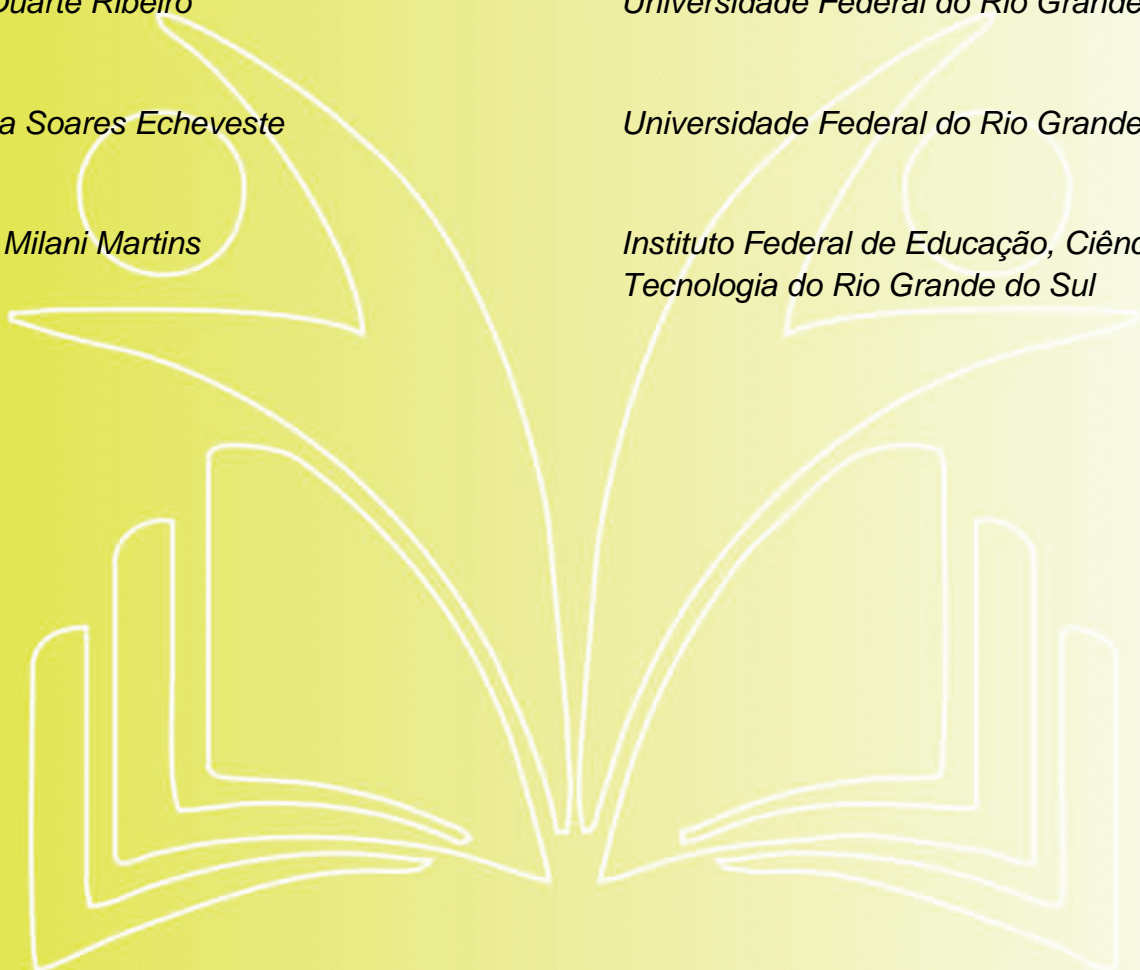 Duarte Ribeiro
Universidade Federal do Rio Grande
a Soares Echeveste
Universidade Federal do Rio Grande
Milani Martins
Instituto Federal de Educação, Ciênc
Tecnologia do Rio Grande do Sul